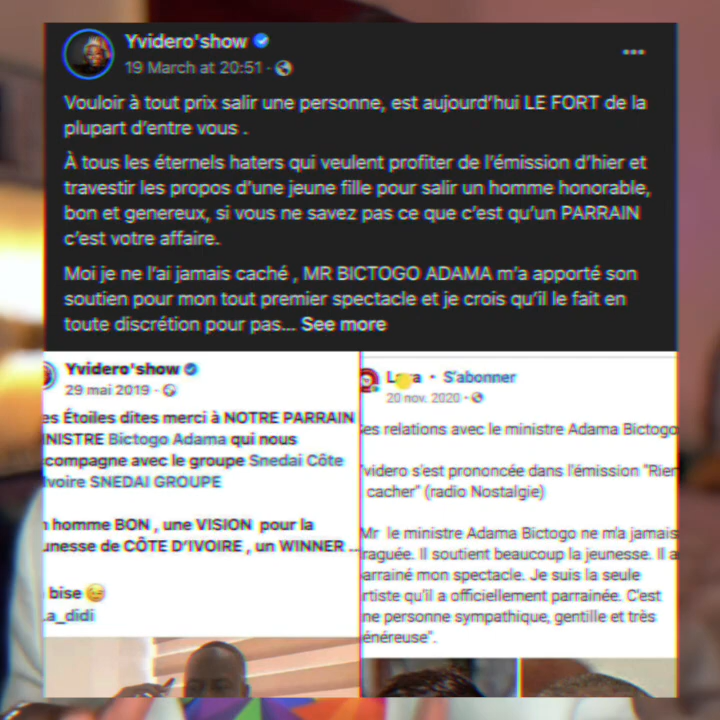 Yvidero'show
19 March at 20:51 ·
Vouloir à tout prix salir une personne, est aujourd'hui LE FORT de la
plupart d'entre vous .
À tous les éternels haters qui veulent profiter de l'émission d'hier et
travestir les propos d'une jeune fille pour salir un homme honorable,
bon et genereux, si vous ne savez pas ce que c'est qu'un PARRAIN
c'est votre affaire.
Moi je ne l'ai jamais caché , MR BICTOGO ADAMA m'a apporté son
soutien pour mon tout premier spectacle et je crois qu'il le fait en
toute discrétion pour pas... See more
Yvidero'show
29 mai 2019 ·
es Étoiles dites merci à NOTRE PARRAIN
INISTRE Bictogo Adama qui nous
compagne avec le groupe Snedai Côte
Ivoire SNEDAI GROUPE
homme BON , une VISION pour la
unesse de CÔTE D'IVOIRE , un WINNER ...
bise 😉
a_didi
· S'abonner
20 nov. 2020 ·
es relations avec le ministre Adama Bictogo
videro s'est prononcée dans l'émission "Rien
cacher" (radio Nostalgie)
Mr le ministre Adama Bictogo ne m'a jamais
raguée. Il soutient beaucoup la jeunesse. Il a
arrainé mon spectacle. Je suis la seule
rtiste qu'il a officiellement parrainée. C'est
ne personne sympathique, gentille et très
énéreuse".